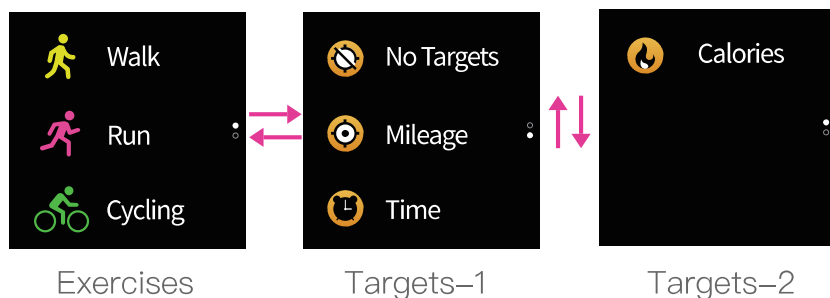 Walk
Run
Cycling
Exercises
No Targets
Mileage
Time
Targets-1
Calories
Targets-2